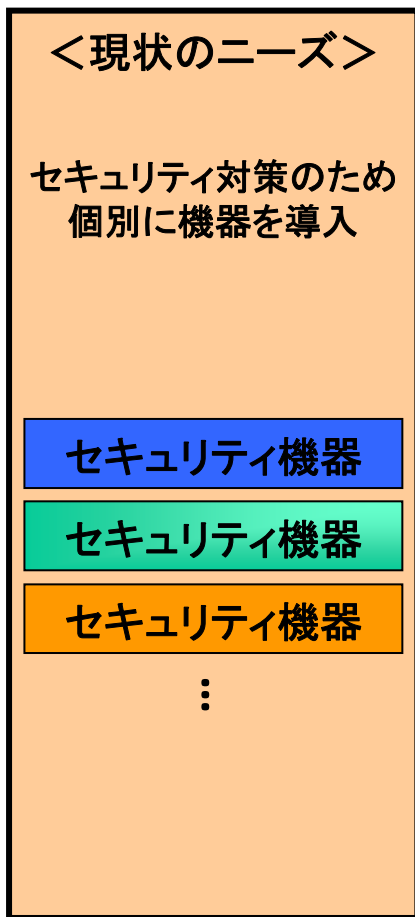 ＜現状のニーズ＞
セキュリティ対策のため
個別に機器を導入
セキュリティ機器
セキュリティ機器
セキュリティ機器
⋮